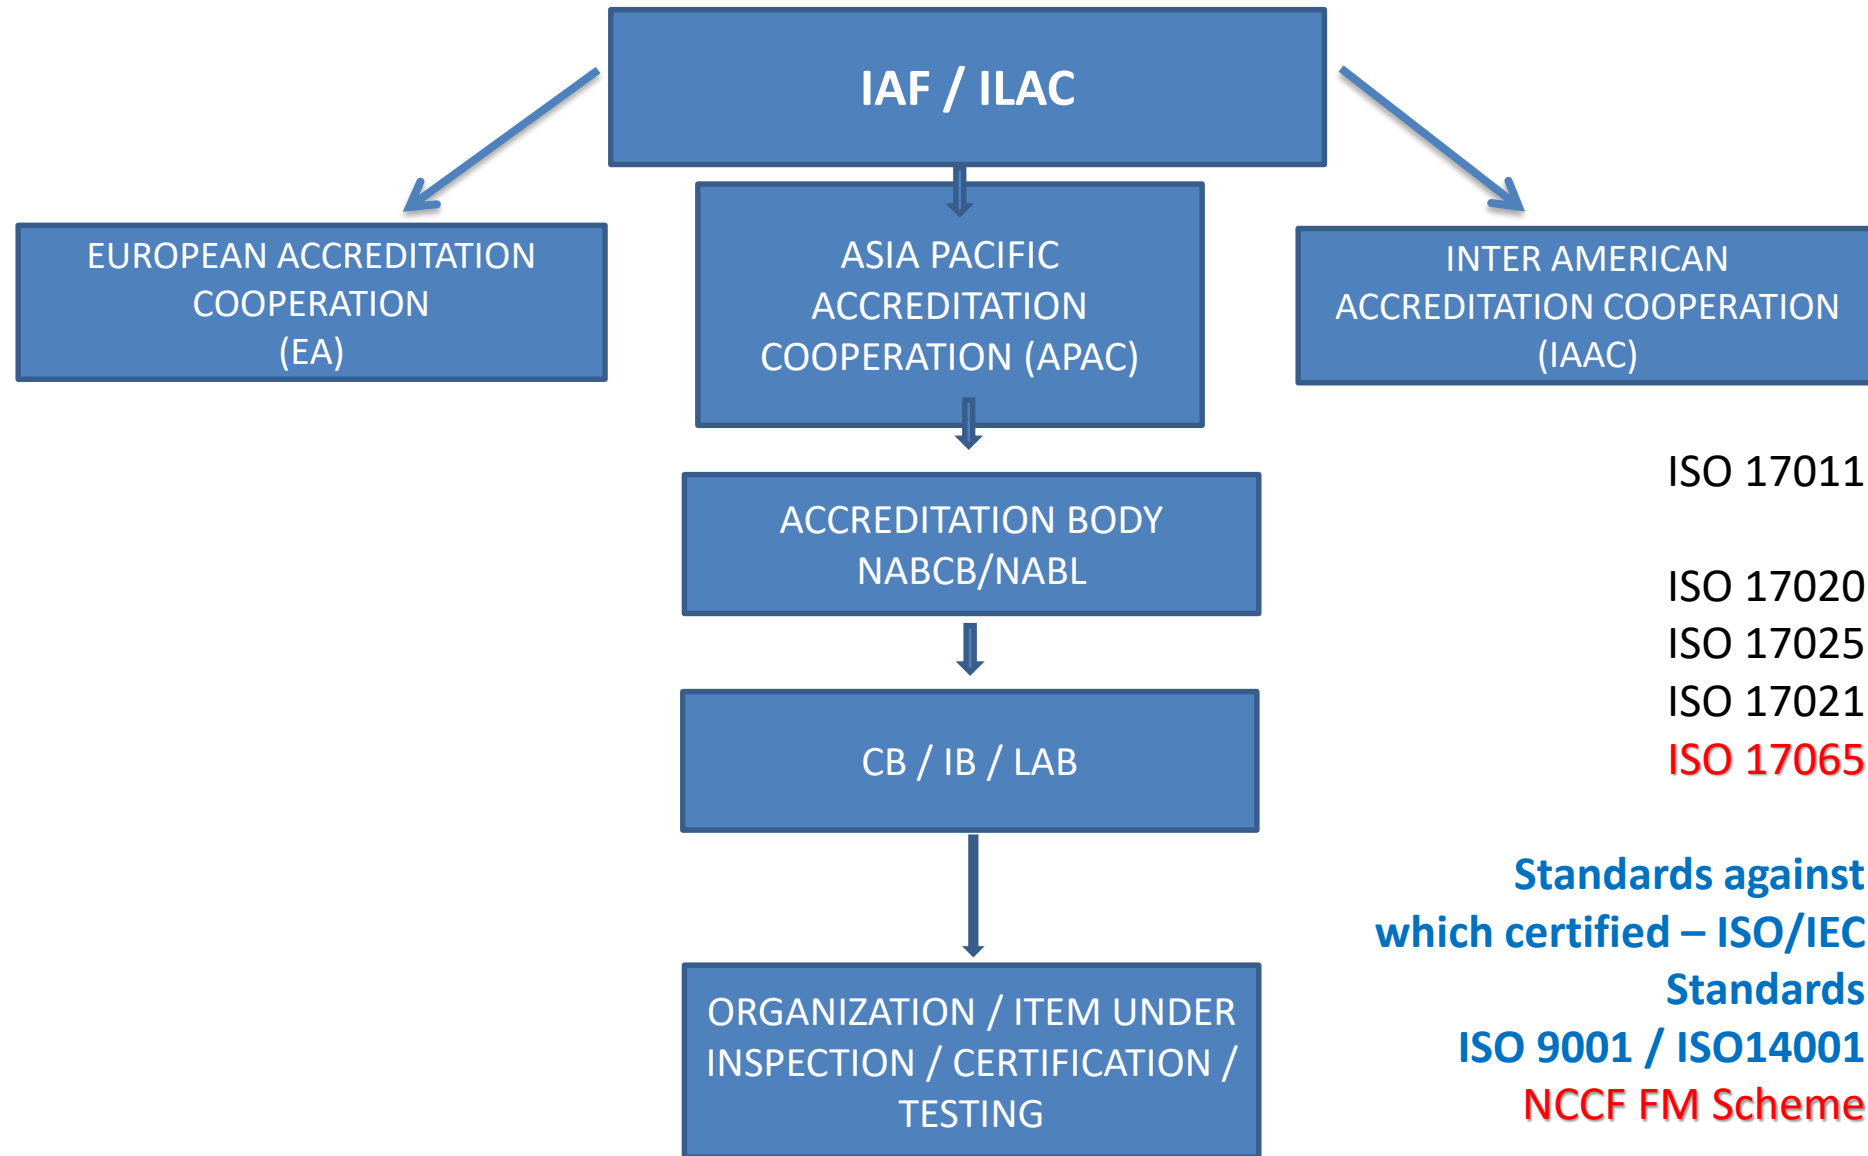 IAF / ILAC
EUROPEAN ACCREDITATION
COOPERATION
(EA)
ASIA PACIFIC
ACCREDITATION
COOPERATION (APAC)
INTER AMERICAN
ACCREDITATION COOPERATION
(IAAC)
ISO 17011
ACCREDITATION BODY
NABCB/NABL
ISO 17020
ISO 17025
ISO 17021
ISO 17065
CB / IB / LAB
Standards against
which certified – ISO/IEC
Standards
ISO 9001 / ISO14001
NCCF FM Scheme
ORGANIZATION / ITEM UNDER
INSPECTION / CERTIFICATION /
TESTING